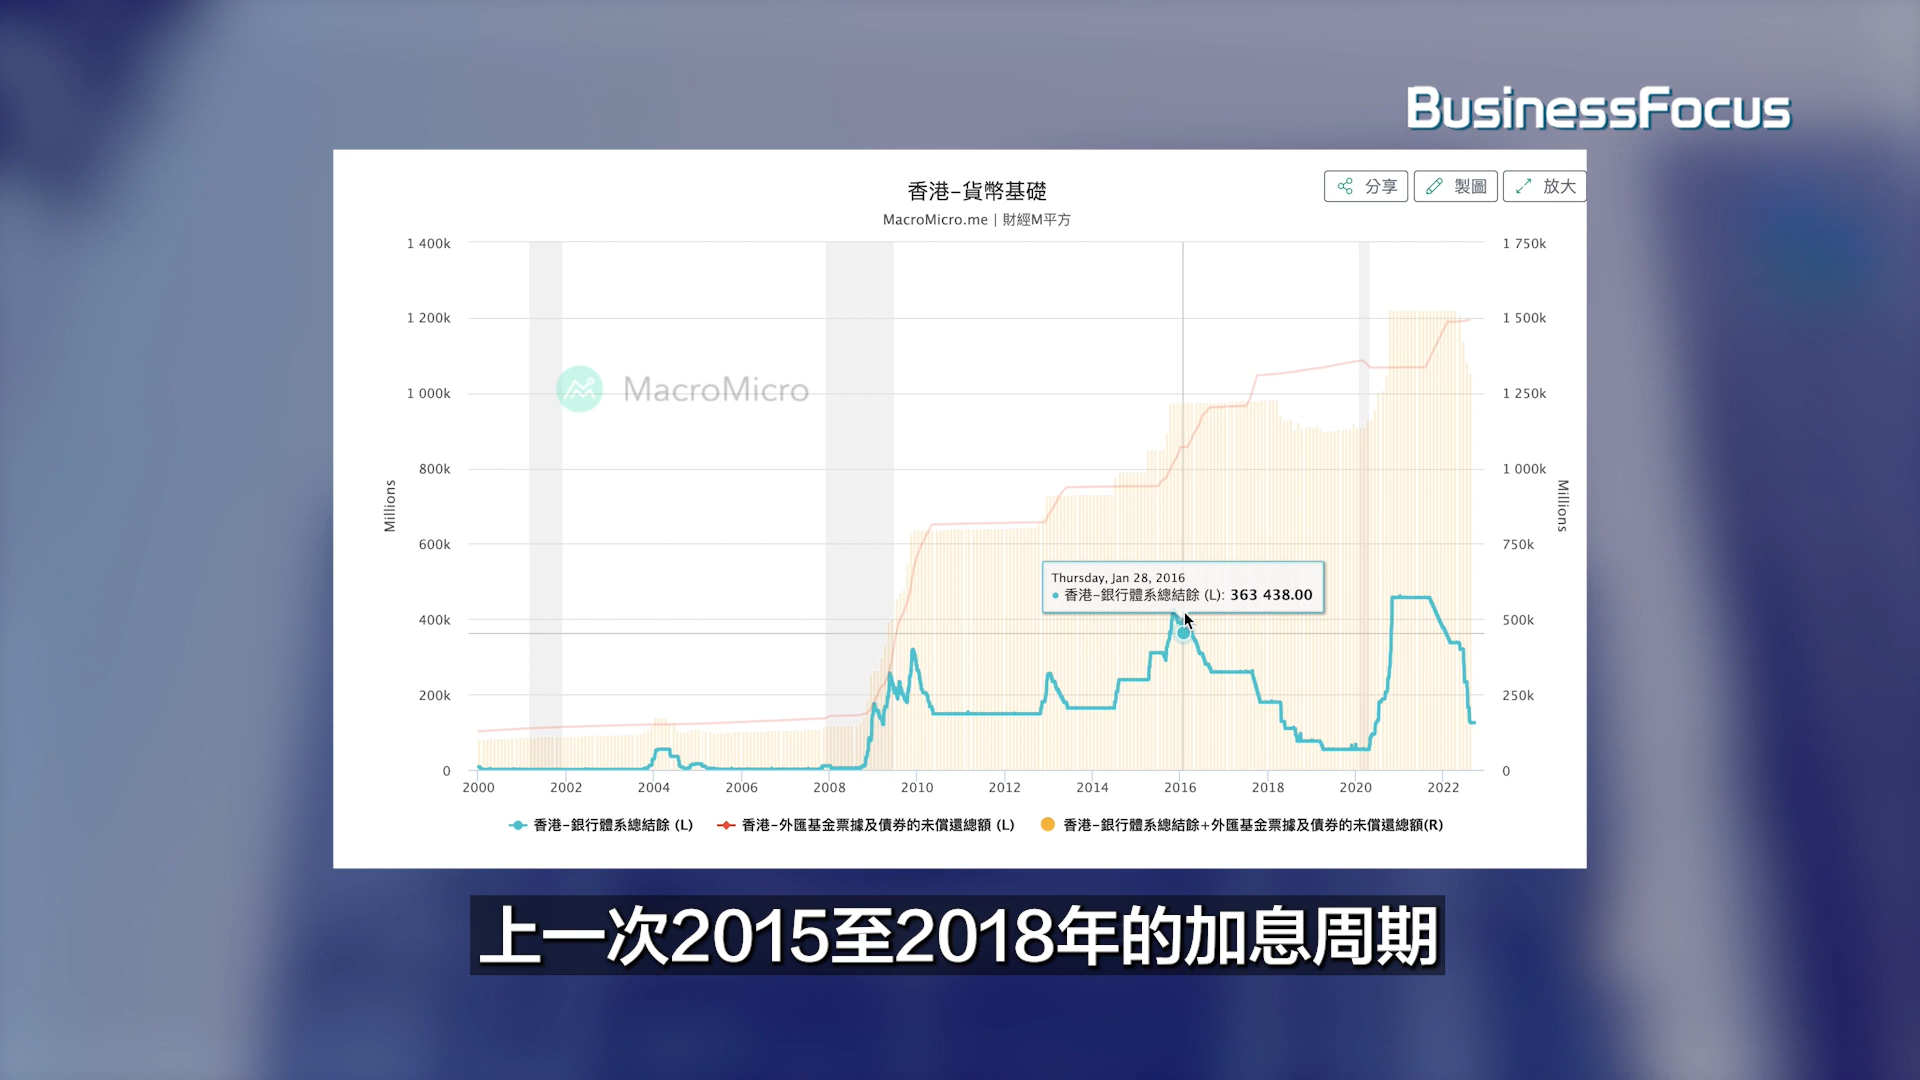 BusinessFocus
香港-貨幣基礎
MacroMicro.me | 財經M平方
分享
製圖
放大
1 400k
1 200k
1 000k
800k
600k
400k
200k
0
Millions
1 750k
1 500k
1 250k
1 000k
750k
500k
250k
0
Millions
MacroMicro
Thursday, Jan 28, 2016
香港-銀行體系總結餘 (L): 363 438.00
2000 2002 2004 2006 2008 2010 2012 2014 2016 2018 2020 2022
香港-銀行體系總結餘 (L) 香港-外匯基金票據及債券的未償還總額 (L) 香港-銀行體系總結餘+外匯基金票據及債券的未償還總額(R)
上一次2015至2018年的加息周期